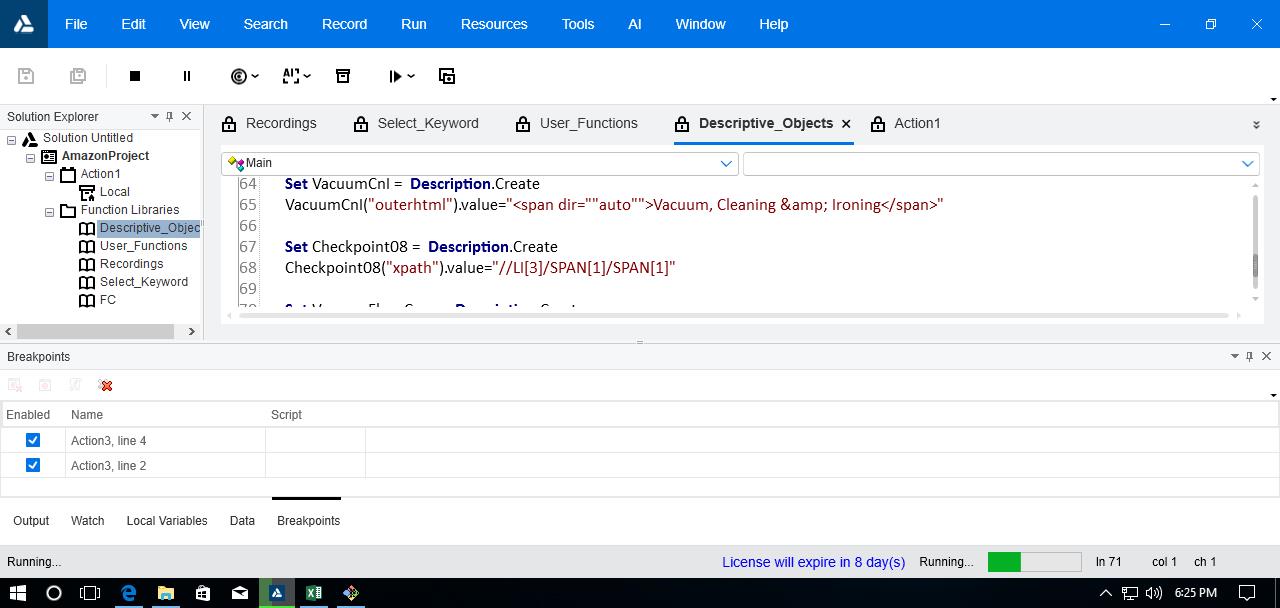 File Edit View Search Record Run Resources Tools AI Window Help
Solution Explorer
Solution Untitled
AmazonProject
Action1
Local
Function Libraries
Descriptive_Objec
User_Functions
Recordings
Select_Keyword
FC
Recordings Select_Keyword User_Functions Descriptive_Objects Action1
Main
64 Set VacuumCnl = Description.Create
65 VacuumCnl("outerhtml").value="<span dir=""auto"">Vacuum, Cleaning &amp; Ironing</span>"
66
67 Set Checkpoint08 = Description.Create
68 Checkpoint08("xpath").value="//LI[3]/SPAN[1]/SPAN[1]"
69
Breakpoints
Enabled Name Script
Action3, line 4
Action3, line 2
Output Watch Local Variables Data Breakpoints
Running... License will expire in 8 day(s) Running... ln 71 col 1 ch 1
6:25 PM